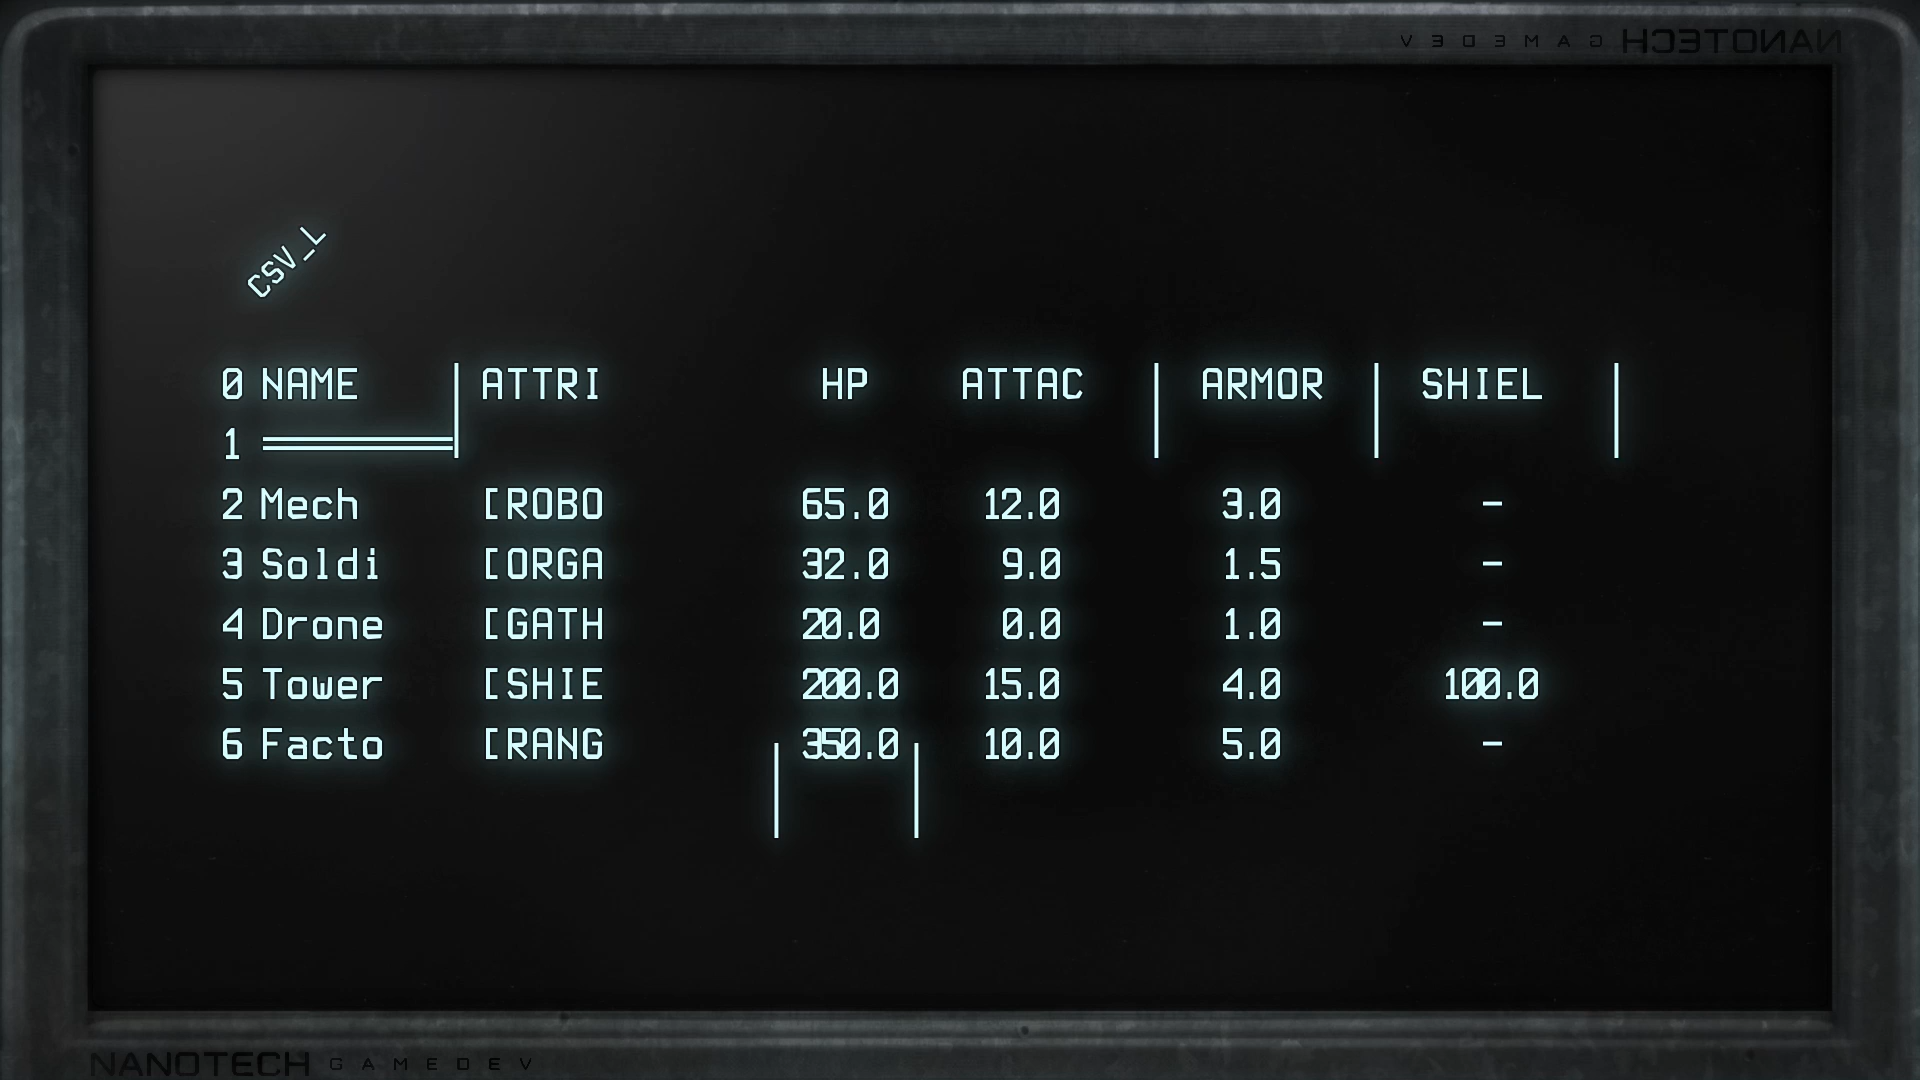 NANOTECH GAMEDEV
CSV_L
0 NAME ATTRI HP ATTAC ARMOR SHIEL
1
2 Mech [ROBO 65.0 12.0 3.0 -
3 Soldi [ORGA 32.0 9.0 1.5 -
4 Drone [GATH 20.0 0.0 1.0 -
5 Tower [SHIE 200.0 15.0 4.0 100.0
6 Facto [RANG 350.0 10.0 5.0 -
NANOTECH GAMEDEV